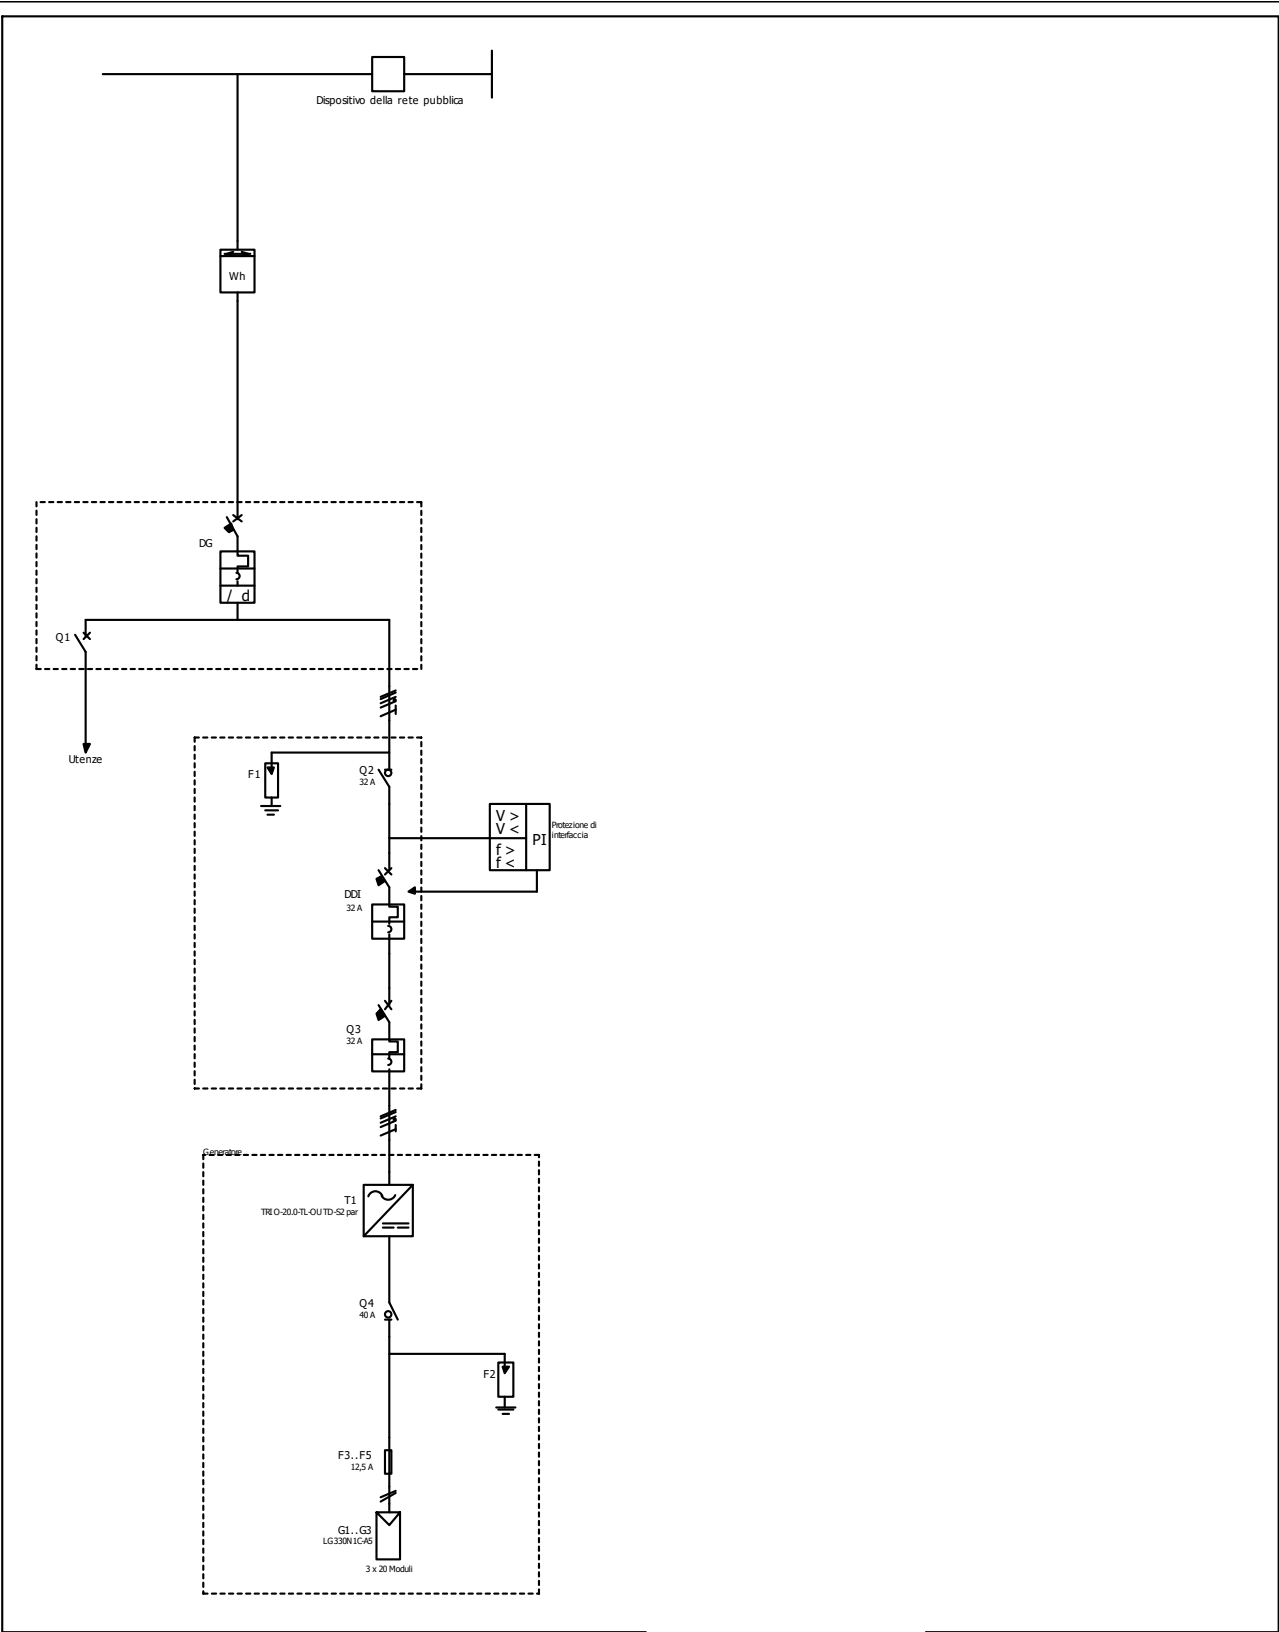 Dispositivo della rete pubblica
Wh
DG
/ d
Q1
Utenze
F1
Q2
32 A
V >
V <
f >
f <
PI
Protezione di
interfaccia
DDI
32 A
Q3
32 A
Generatore
T1
TRIO-20.0-TL-OUTD-S2 par
Q4
40 A
F2
F3..F5
12,5 A
G1..G3
LG330N1C-A5
3 x 20 Moduli